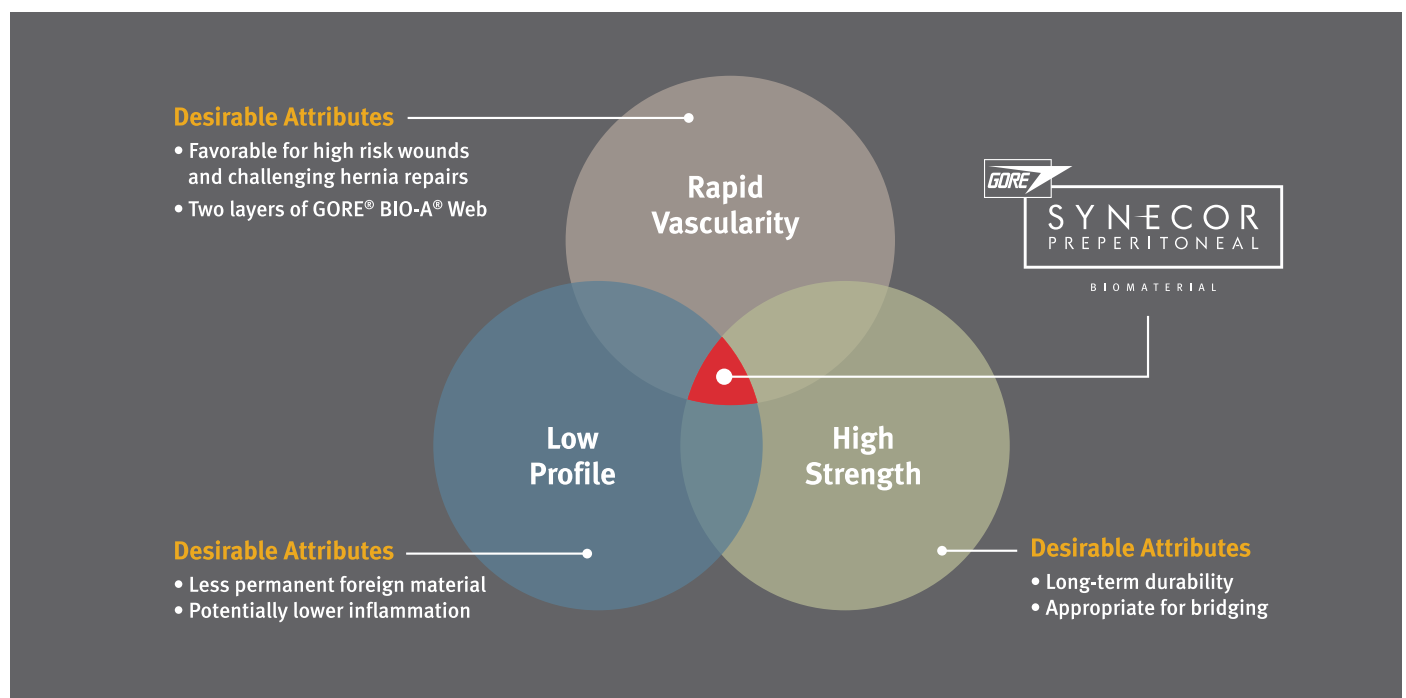 Desirable Attributes
• Favorable for high risk wounds
and challenging hernia repairs
• Two layers of GORE® BIO-A® Web
Rapid
Vascularity
GORE
SYNECOR
PREPERITONEAL
BIOMATERIAL
Low
Profile
High
Strength
Desirable Attributes
• Less permanent foreign material
• Potentially lower inflammation
Desirable Attributes
• Long-term durability
• Appropriate for bridging